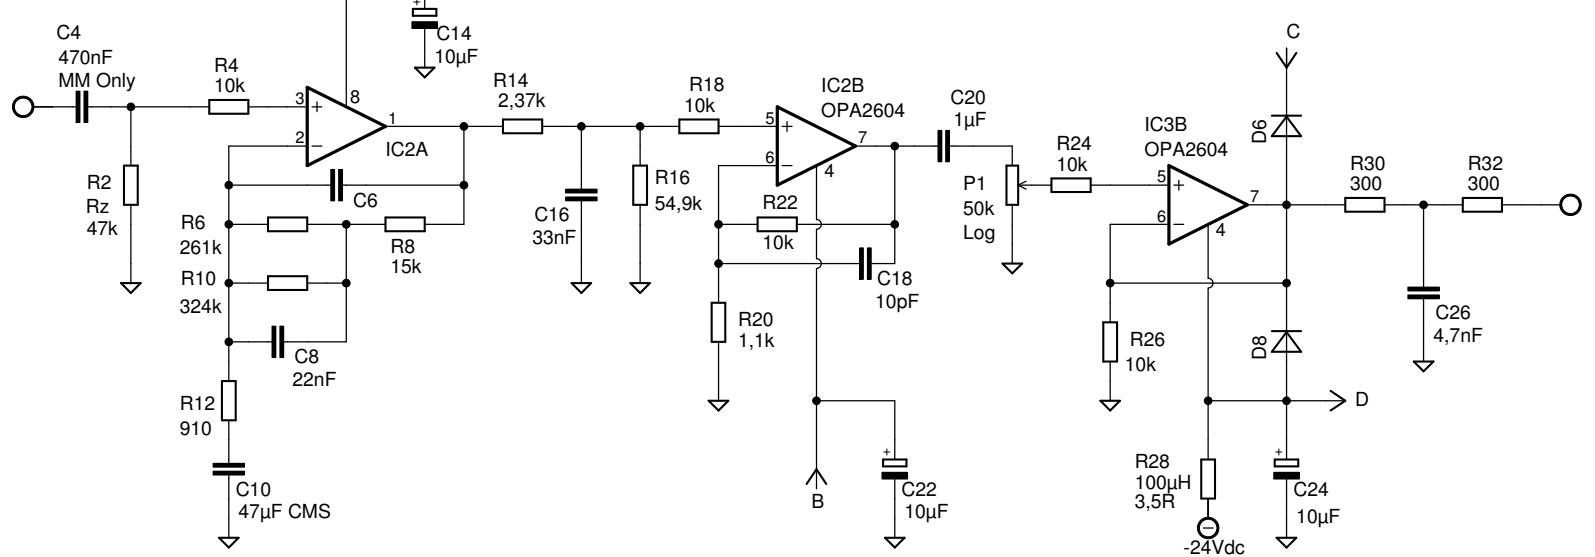 C4
470nF
MM Only
R4
10k
3
+
8
2
−
1
IC2A
+
C14
10µF
R2
Rz
47k
C6
R6
261k
R8
15k
R10
324k
C8
22nF
R12
910
C10
47µF CMS
R14
2,37k
C16
33nF
R16
54,9k
R18
10k
IC2B
OPA2604
5
+
6
−
7
4
R22
10k
C18
10pF
R20
1,1k
B
+
C22
10µF
C20
1µF
P1
50k
Log
R24
10k
IC3B
OPA2604
5
+
6
−
7
4
C
D6
R30
300
R32
300
C26
4,7nF
R26
10k
D8
D
R28
100µH
3,5R
−
-24Vdc
+
C24
10µF